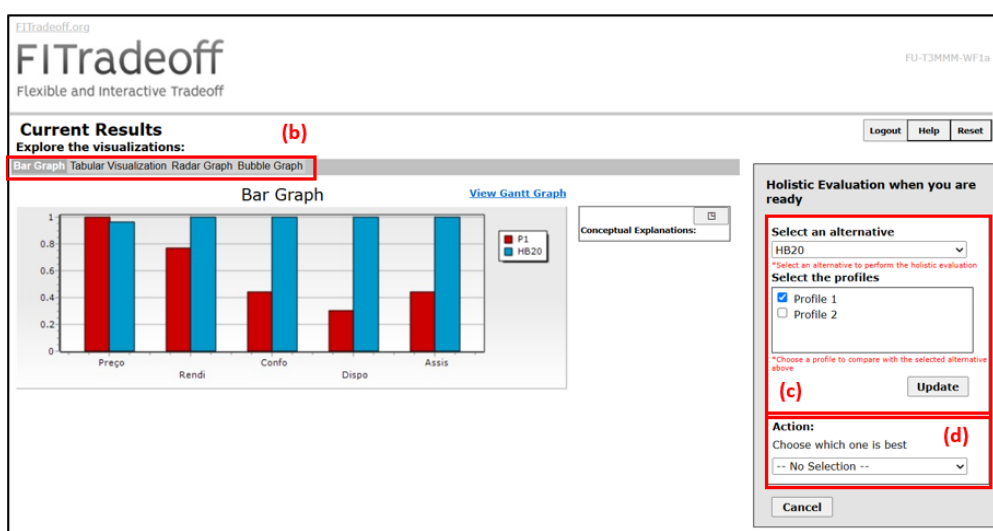 FITradeoff.org
FITradeoff
Flexible and Interactive Tradeoff
FU-T3MMM-WF1a
Current Results
(b)
Logout Help Reset
Explore the visualizations:
Bar Graph Tabular Visualization Radar Graph Bubble Graph
Bar Graph
View Gantt Graph
1
0.8
0.6
0.4
0.2
0
Preço
Rendi
Confo
Dispo
Assis
P1
HB20
Conceptual Explanations:
Holistic Evaluation when you are
ready
Select an alternative
HB20
*Select an alternative to perform the holistic evaluation
Select the profiles
Profile 1
Profile 2
*Choose a profile to compare with the selected alternative
above
(c)
Update
Action:
(d)
Choose which one is best
-- No Selection --
Cancel